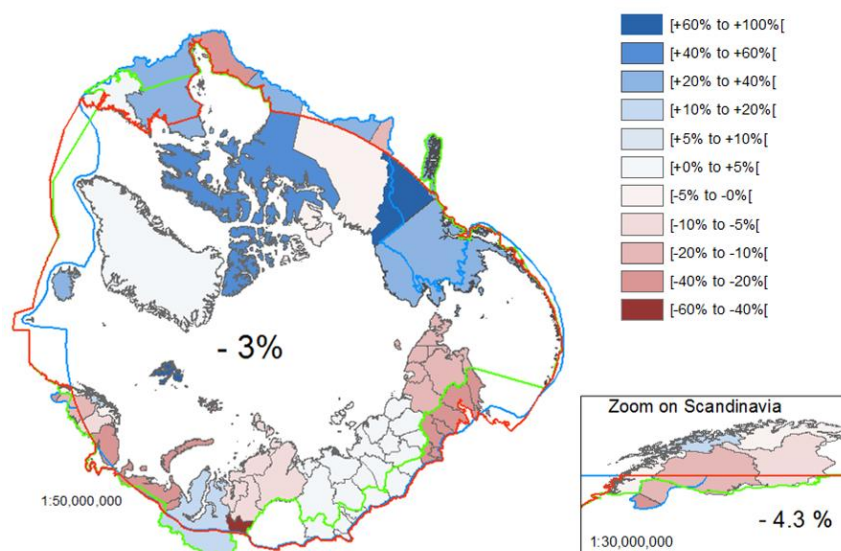 [+60% to +100%[
[+40% to +60%[
[+20% to +40%[
[+10% to +20%[
[+5% to +10%[
[+0% to +5%[
[-5% to -0%[
[-10% to -5%[
[-20% to -10%[
[-40% to -20%[
[-60% to -40%[
- 3%
1:50,000,000
Zoom on Scandinavia
1:30,000,000
- 4.3 %